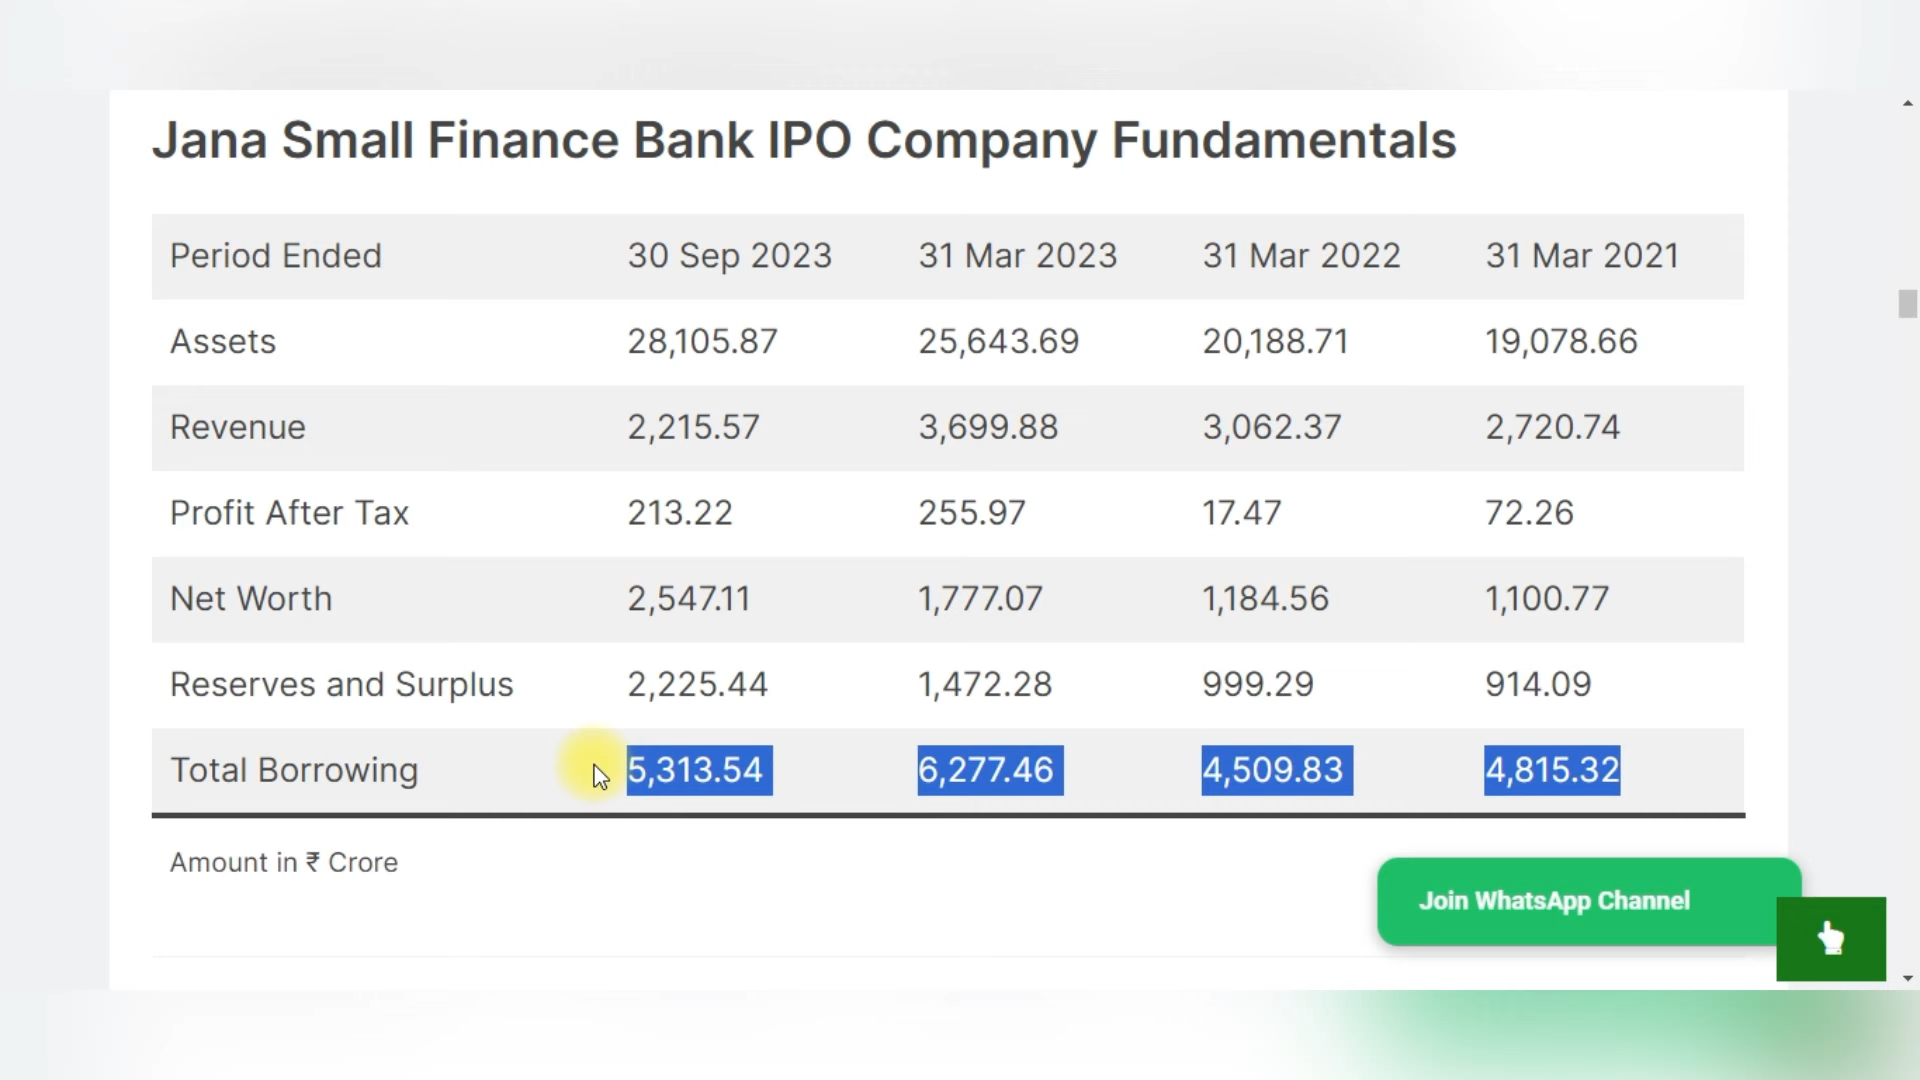 Jana Small Finance Bank IPO Company Fundamentals
Period Ended 30 Sep 2023 31 Mar 2023 31 Mar 2022 31 Mar 2021
Assets 28,105.87 25,643.69 20,188.71 19,078.66
Revenue 2,215.57 3,699.88 3,062.37 2,720.74
Profit After Tax 213.22 255.97 17.47 72.26
Net Worth 2,547.11 1,777.07 1,184.56 1,100.77
Reserves and Surplus 2,225.44 1,472.28 999.29 914.09
Total Borrowing 5,313.54 6,277.46 4,509.83 4,815.32
Amount in ₹ Crore
Join WhatsApp Channel